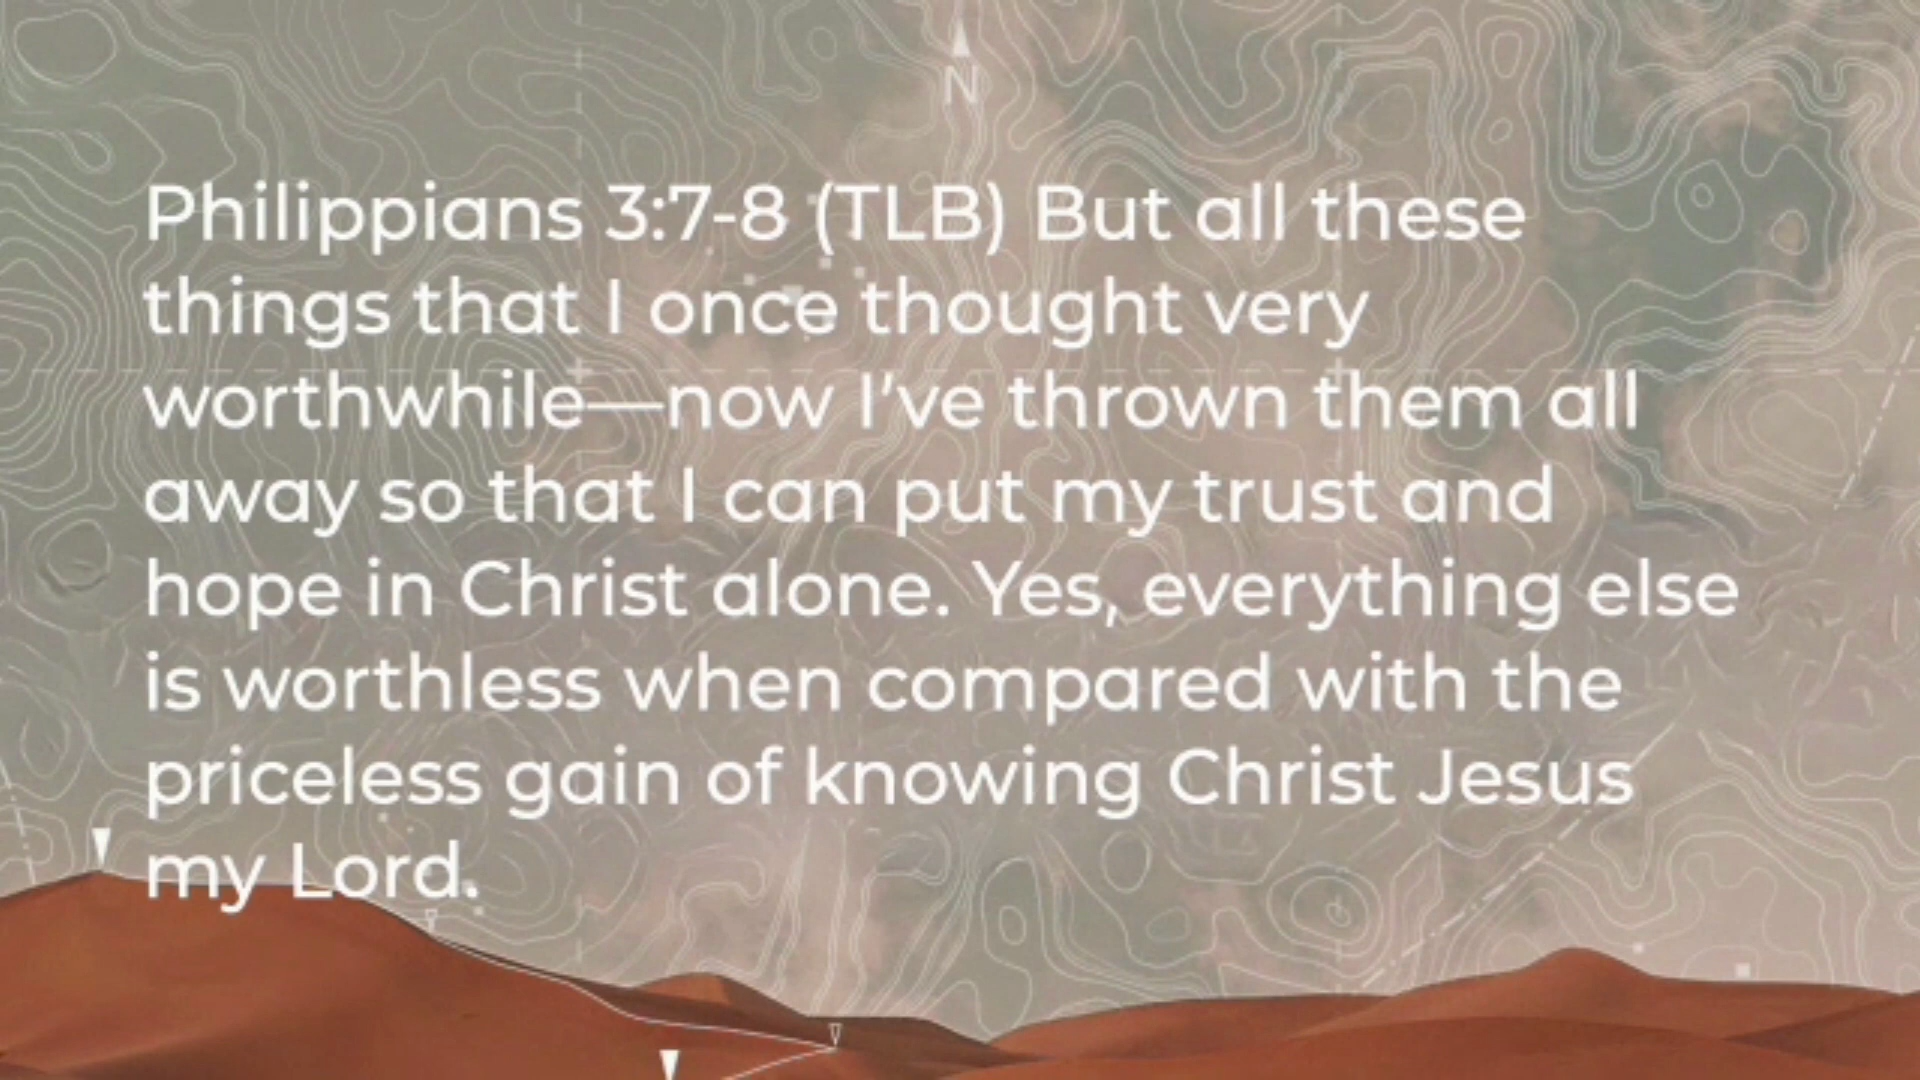 N
Philippians 3:7-8 (TLB) But all these
things that I once thought very
worthwhile—now I've thrown them all
away so that I can put my trust and
hope in Christ alone. Yes, everything else
is worthless when compared with the
priceless gain of knowing Christ Jesus
my Lord.